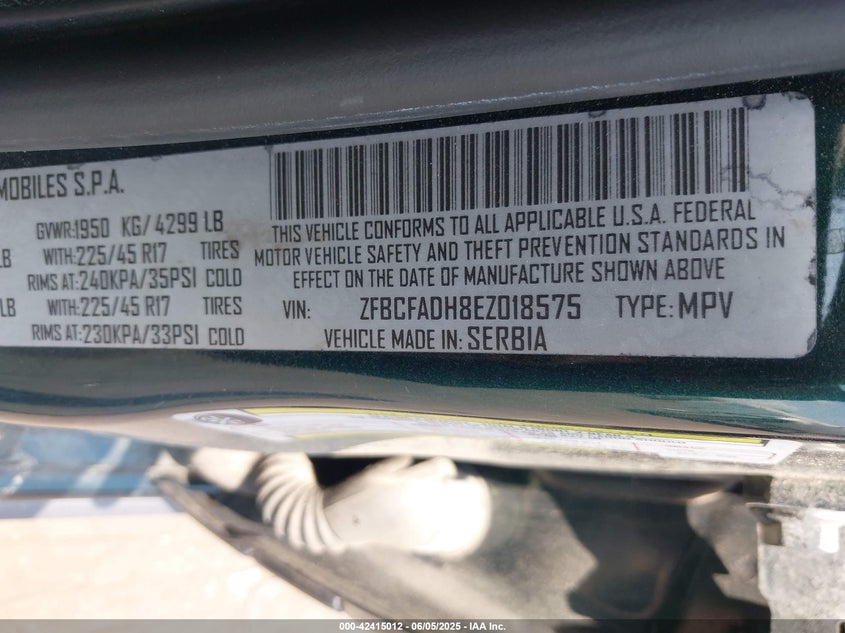 MOBILES S.P.A.
GVWR:1950 KG/ 4299 LB
LB WITH:225/45 R17 TIRES
RIMS AT:240KPA/35PSI COLD
LB WITH:225/45 R17 TIRES
RIMS AT:230KPA/33PSI COLD
THIS VEHICLE CONFORMS TO ALL APPLICABLE U.S.A. FEDERAL
MOTOR VEHICLE SAFETY AND THEFT PREVENTION STANDARDS IN
EFFECT ON THE DATE OF MANUFACTURE SHOWN ABOVE
VIN: ZFBCFADH8EZ018575 TYPE:MPV
VEHICLE MADE IN: SERBIA
000-42415012 - 06/05/2025 - IAA Inc.